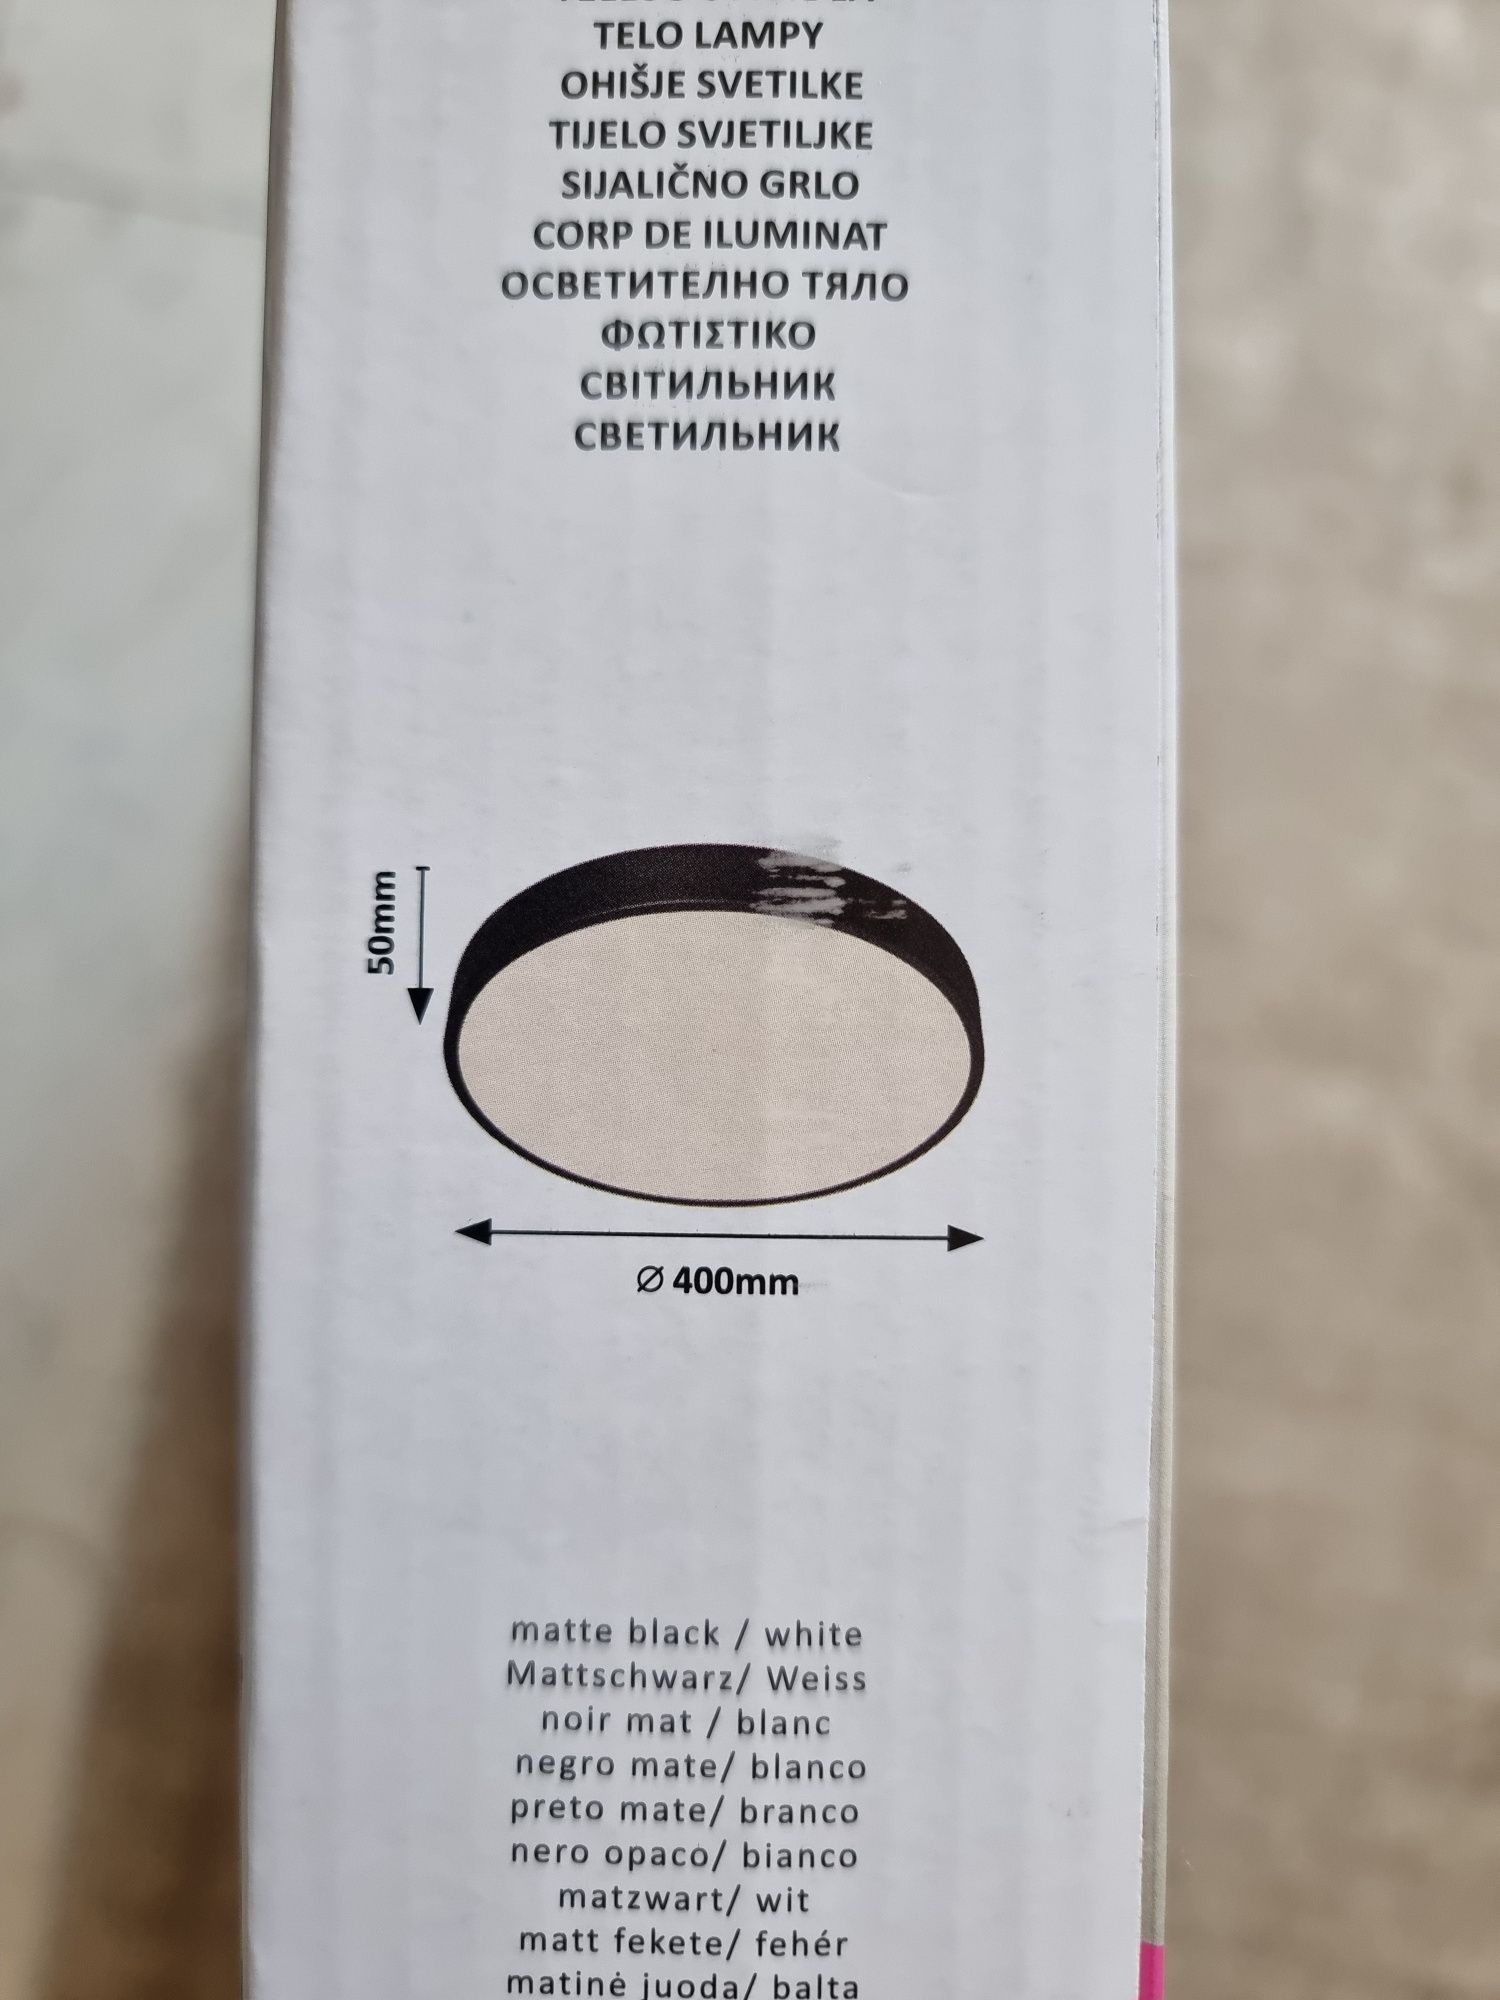 TELO LAMPY
OHIŠJE SVETILKE
TIJELO SVJETILJKE
SIJALIČNO GRLO
CORP DE ILUMINAT
ОСВЕТИТЕЛНО ТЯЛО
ΦΩΤΙΣΤΙΚΟ
СВІТИЛЬНИК
СВЕТИЛЬНИК
50mm
Ø 400mm
matte black / white
Mattschwarz/ Weiss
noir mat / blanc
negro mate/ blanco
preto mate/ branco
nero opaco/ bianco
matzwart/ wit
matt fekete/ fehér
matinė juoda/ balta